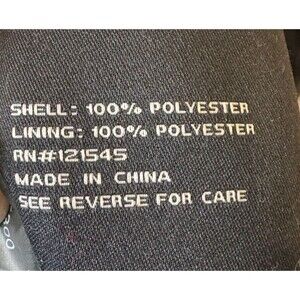 SHELL: 100% POLYESTER
LINING: 100% POLYESTER
RN#121545
MADE IN CHINA
SEE REVERSE FOR CARE